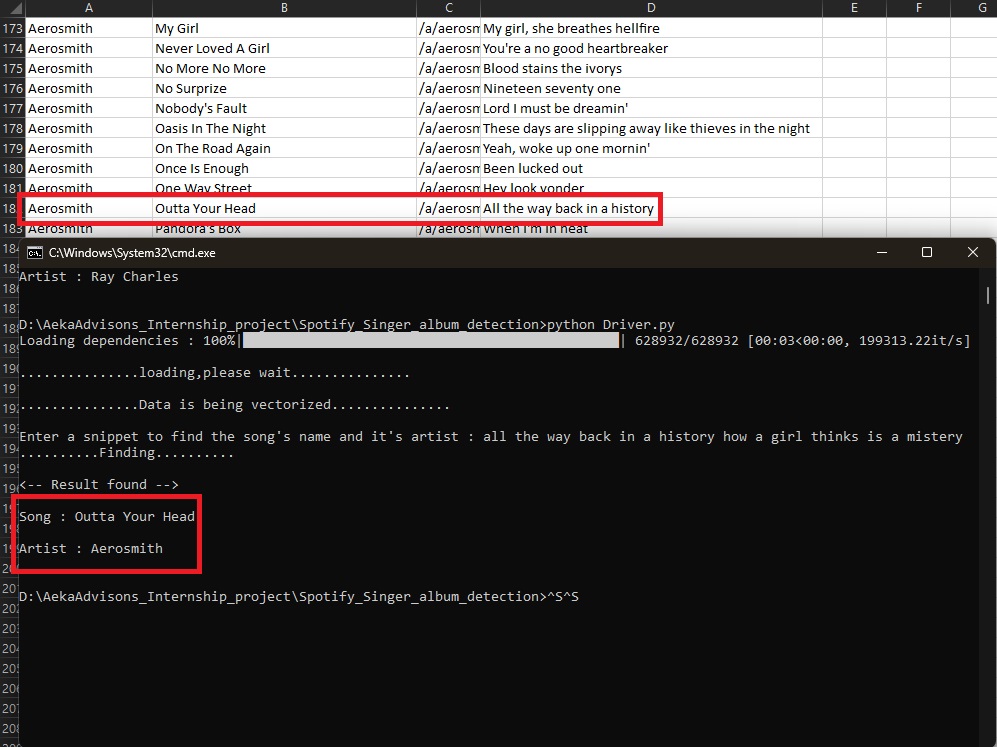 A B C D E F G
173 Aerosmith My Girl /a/aerosm My girl, she breathes hellfire
174 Aerosmith Never Loved A Girl /a/aerosm You're a no good heartbreaker
175 Aerosmith No More No More /a/aerosm Blood stains the ivorys
176 Aerosmith No Surprize /a/aerosm Nineteen seventy one
177 Aerosmith Nobody's Fault /a/aerosm Lord I must be dreamin'
178 Aerosmith Oasis In The Night /a/aerosm These days are slipping away like thieves in the night
179 Aerosmith On The Road Again /a/aerosm Yeah, woke up one mornin'
180 Aerosmith Once Is Enough /a/aerosm Been lucked out
181 Aerosmith One Way Street /a/aerosm Hey look yonder
18 Aerosmith Outta Your Head /a/aerosm All the way back in a history
183 Aerosmith Pandora's Box /a/aerosm When I'm in heat
C:\Windows\System32\cmd.exe
Artist : Ray Charles
D:\AekaAdvisons_Internship_project\Spotify_Singer_album_detection>python Driver.py
Loading dependencies : 100%| | 628932/628932 [00:03<00:00, 199313.22it/s]
...............loading,please wait...............
...............Data is being vectorized...............
Enter a snippet to find the song's name and it's artist : all the way back in a history how a girl thinks is a mistery
..........Finding..........
<-- Result found -->
Song : Outta Your Head
Artist : Aerosmith
D:\AekaAdvisons_Internship_project\Spotify_Singer_album_detection>^S^S